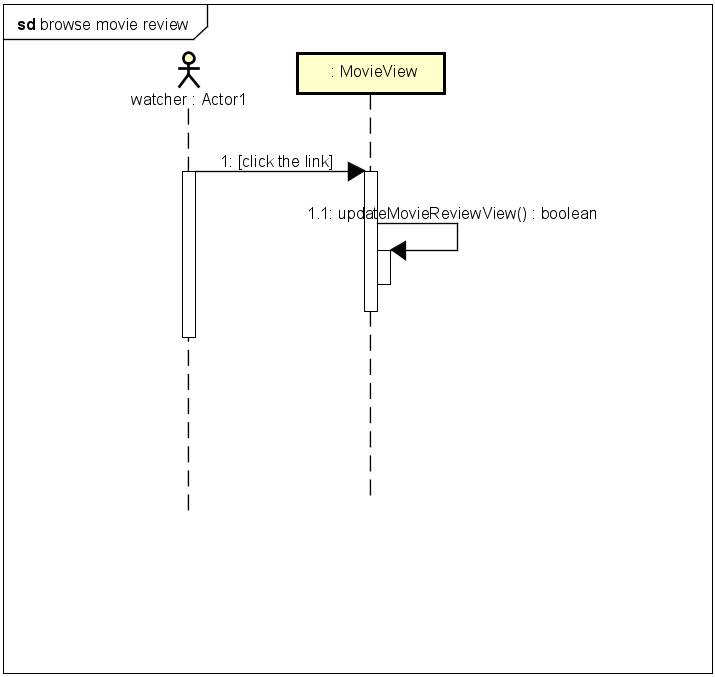 sd browse movie review
: MovieView
watcher : Actor1
1: [click the link]
1.1: updateMovieReviewView() : boolean